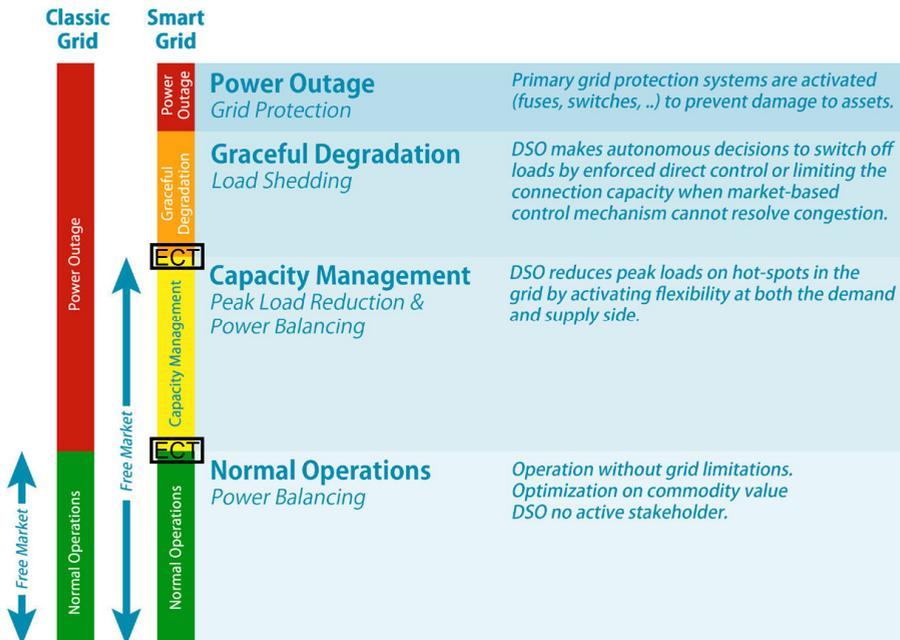 Classic
Grid
Smart
Grid
Power Outage
Normal Operations
Free Market
Free Market
Power
Outage
Graceful
Degradation
ECT
Capacity Management
ECT
Normal Operations
Power Outage
Grid Protection
Primary grid protection systems are activated
(fuses, switches, ..) to prevent damage to assets.
Graceful Degradation
Load Shedding
DSO makes autonomous decisions to switch off
loads by enforced direct control or limiting the
connection capacity when market-based
control mechanism cannot resolve congestion.
Capacity Management
Peak Load Reduction &
Power Balancing
DSO reduces peak loads on hot-spots in the
grid by activating flexibility at both the demand
and supply side.
Normal Operations
Power Balancing
Operation without grid limitations.
Optimization on commodity value
DSO no active stakeholder.